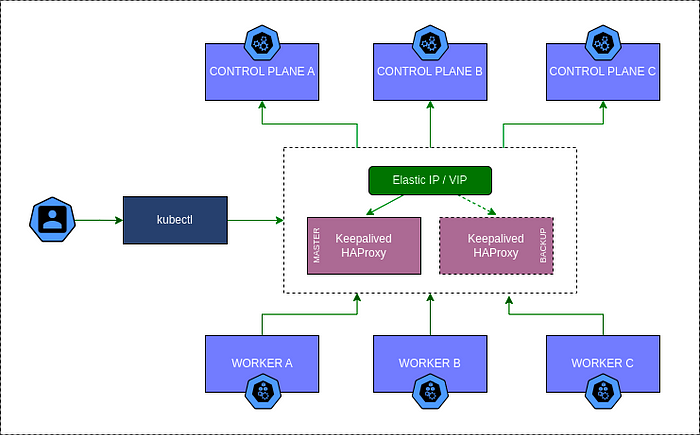 CONTROL PLANE A
CONTROL PLANE B
CONTROL PLANE C
Elastic IP / VIP
kubectl
MASTER
Keepalived
HAProxy
Keepalived
HAProxy
BACKUP
WORKER A
WORKER B
WORKER C